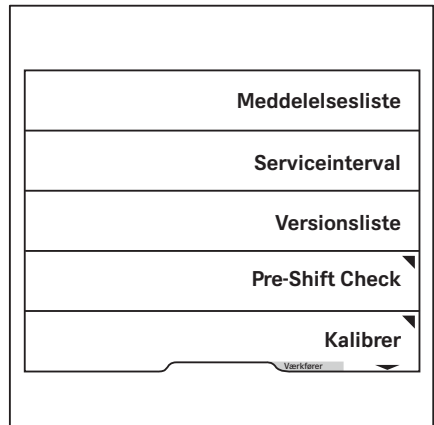 Meddelelsesliste
Serviceinterval
Versionsliste
Pre-Shift Check
Kalibrer
Værkfører